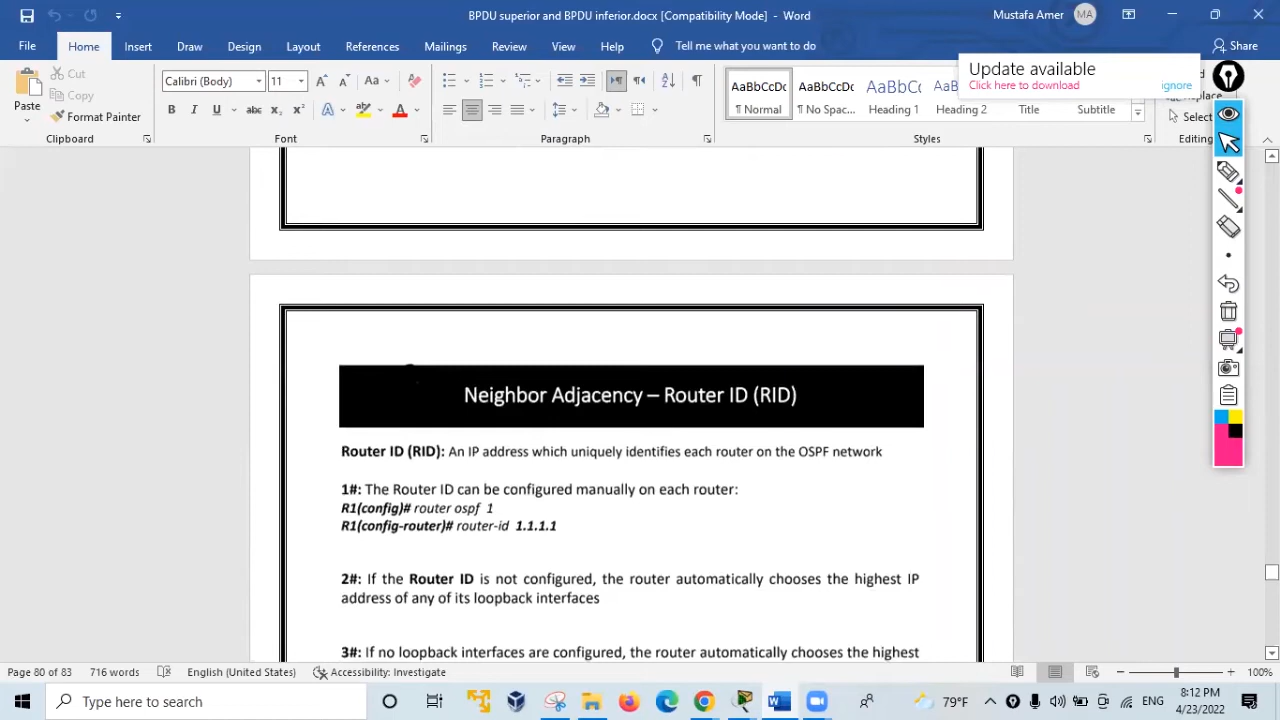 BPDU superior and BPDU inferior.docx [Compatibility Mode] - Word
Mustafa Amer
MA
File Home Insert Draw Design Layout References Mailings Review View Help Tell me what you want to do
Share
Update available
Click here to download
ignore
Paste
Cut
Copy
Format Painter
Clipboard
Calibri (Body) 11
Font
Paragraph
AaBbCcDc AaBbCcDc AaBbCc
¶ Normal ¶ No Spac... Heading 1 Heading 2 Title Subtitle
Styles
Replace
Select
Editing
Neighbor Adjacency – Router ID (RID)
Router ID (RID): An IP address which uniquely identifies each router on the OSPF network
1#: The Router ID can be configured manually on each router:
R1(config)# router ospf 1
R1(config-router)# router-id 1.1.1.1
2#: If the Router ID is not configured, the router automatically chooses the highest IP
address of any of its loopback interfaces
3#: If no loopback interfaces are configured, the router automatically chooses the highest
Page 80 of 83 716 words English (United States) Accessibility: Investigate
100%
Type here to search
79°F
ENG
8:12 PM
4/23/2022